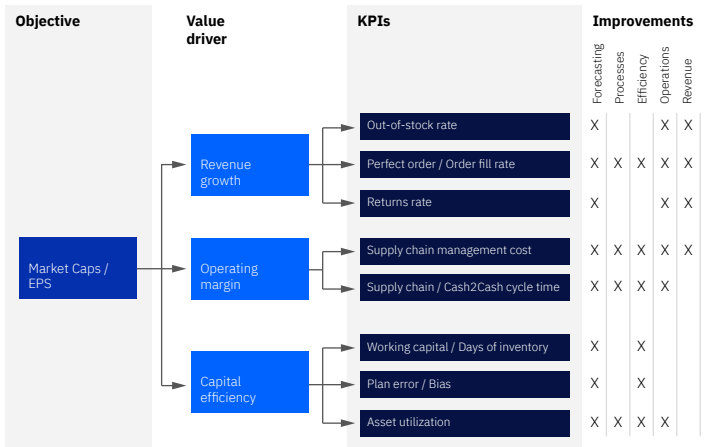 Objective
Value
driver
KPIs
Improvements
Forecasting
Processes
Efficiency
Operations
Revenue
Market Caps /
EPS
Revenue
growth
Out-of-stock rate
X X X
Perfect order / Order fill rate
X X X X X
Returns rate
X X X
Operating
margin
Supply chain management cost
X X X X X
Supply chain / Cash2Cash cycle time
X X X X
Capital
efficiency
Working capital / Days of inventory
X X
Plan error / Bias
X X
Asset utilization
X X X X